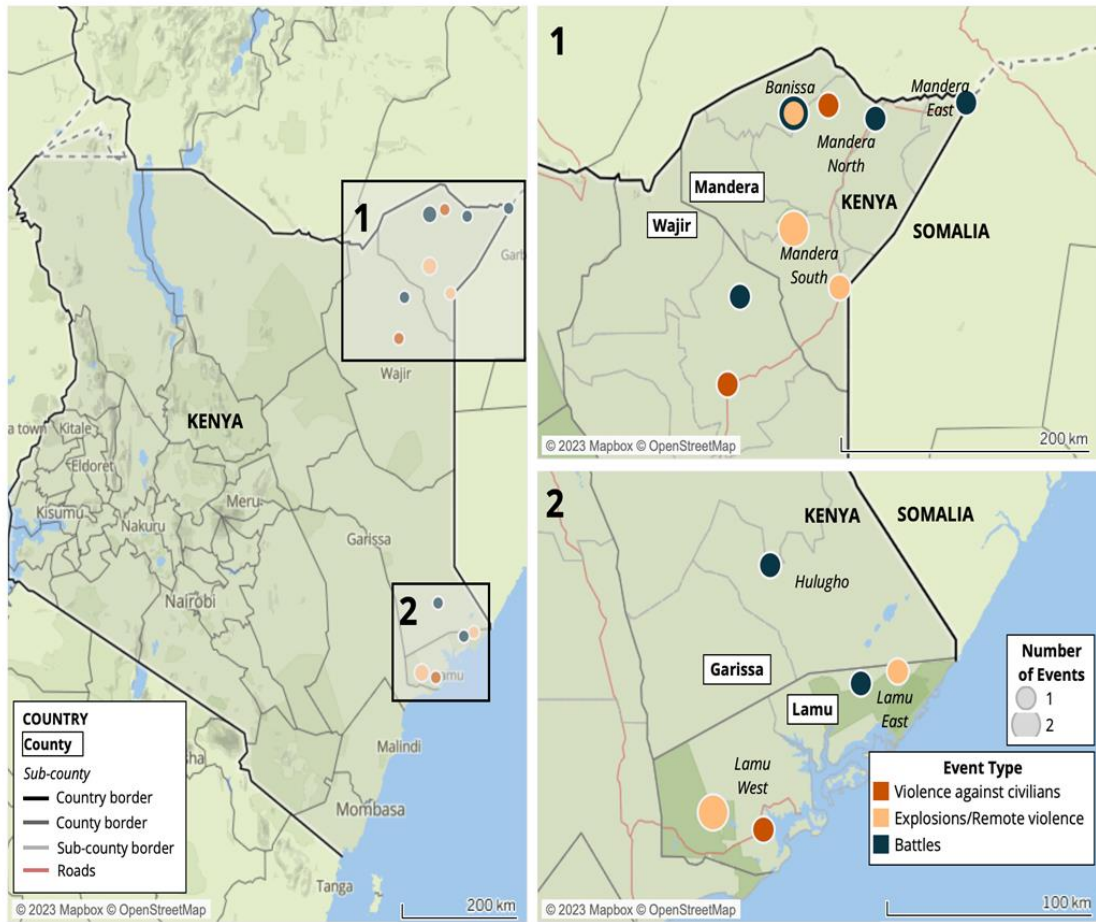 1
Garb
Wajir
KENYA
a town
Kitale
Eldoret
Kisumu
Nakuru
Meru
Nairobi
Garissa
2
amu
Malindi
sha
Mombasa
Tanga
COUNTRY
County
Sub-county
Country border
County border
Sub-county border
Roads
© 2023 Mapbox © OpenStreetMap
200 km
1
Banissa
Mandera
East
Mandera
North
Mandera
KENYA
Wajir
SOMALIA
Mandera
South
© 2023 Mapbox © OpenStreetMap
200 km
2
KENYA
SOMALIA
Hulugho
Garissa
Lamu
Lamu
East
Lamu
West
Number
of Events
1
2
Event Type
Violence against civilians
Explosions/Remote violence
Battles
© 2023 Mapbox © OpenStreetMap
100 km